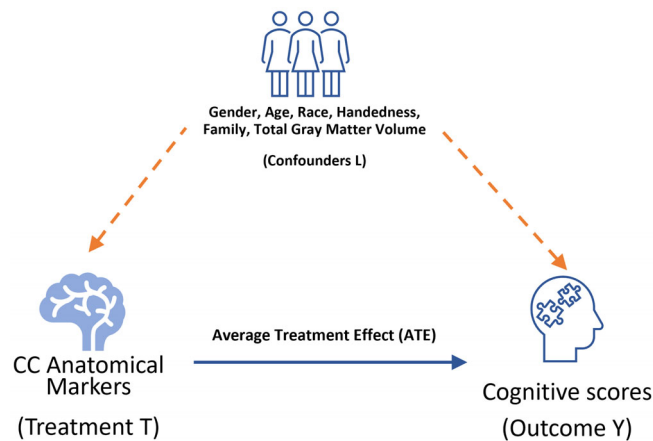 Gender, Age, Race, Handedness,
Family, Total Gray Matter Volume
(Confounders L)
Average Treatment Effect (ATE)
CC Anatomical
Markers
(Treatment T)
Cognitive scores
(Outcome Y)